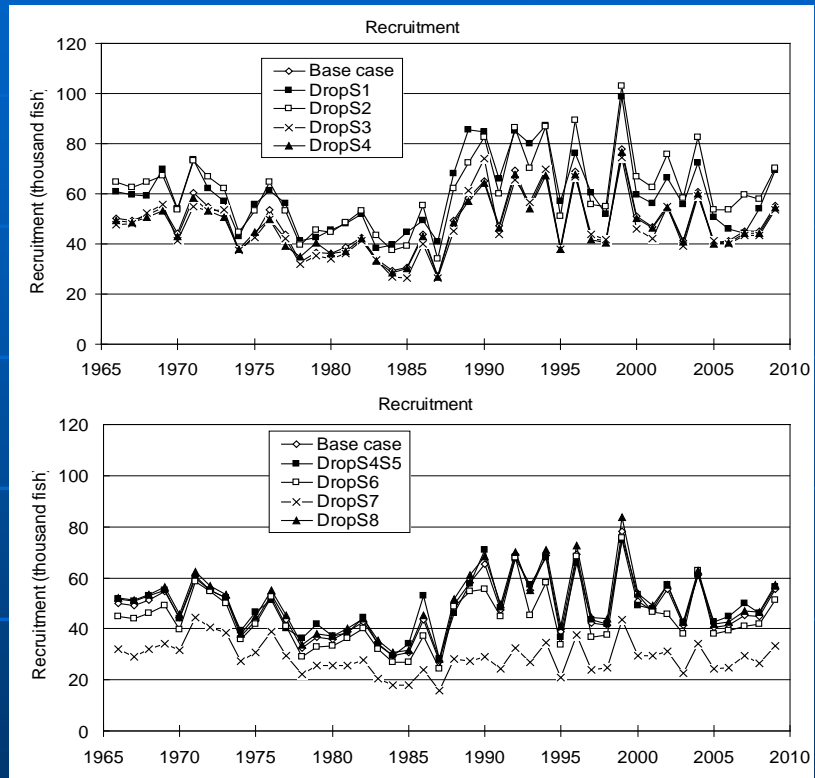 Recruitment
Recruitment (thousand fish)
120
100
80
60
40
20
0
Base case
DropS1
DropS2
DropS3
DropS4
1965 1970 1975 1980 1985 1990 1995 2000 2005 2010
Recruitment
Recruitment (thousand fish)
120
100
80
60
40
20
0
Base case
DropS4S5
DropS6
DropS7
DropS8
1965 1970 1975 1980 1985 1990 1995 2000 2005 2010